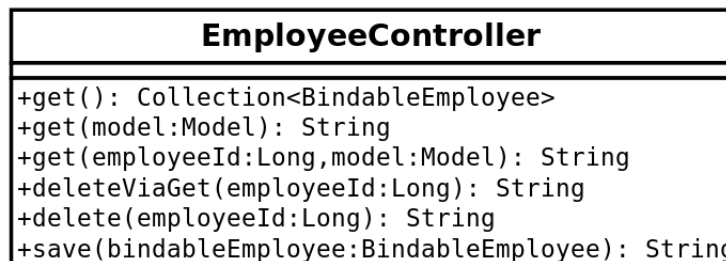 EmployeeController
+get(): Collection<BindableEmployee>
+get(model:Model): String
+get(employeeId:Long,model:Model): String
+deleteViaGet(employeeId:Long): String
+delete(employeeId:Long): String
+save(bindableEmployee:BindableEmployee): String